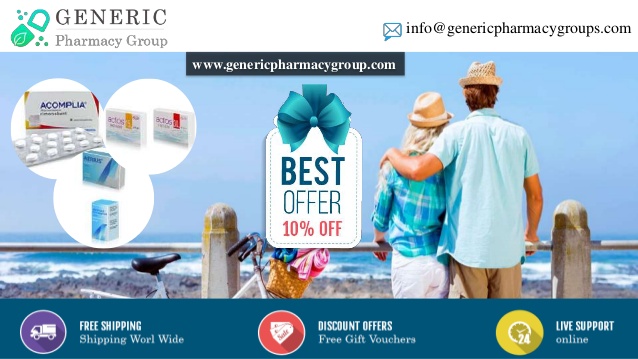 GENERIC
Pharmacy Group
info@genericpharmacygroups.com
www.genericpharmacygroup.com
ACOMPLIA
BEST
OFFER
10% OFF
FREE SHIPPING
Shipping Worl Wide
DISCOUNT OFFERS
Free Gift Vouchers
24
LIVE SUPPORT
online